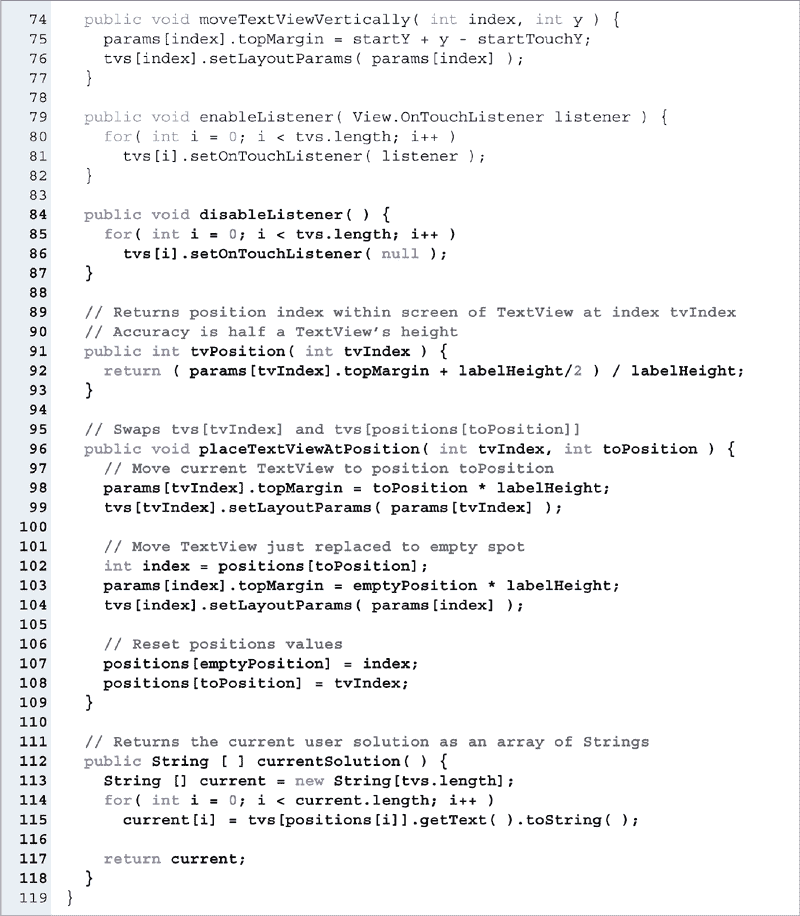 74 public void moveTextViewVertically( int index, int y ) {
75 params[index].topMargin = startY + y - startTouchY;
76 tvs[index].setLayoutParams( params[index] );
77 }
78
79 public void enableListener( View.OnTouchListener listener ) {
80 for( int i = 0; i < tvs.length; i++ )
81 tvs[i].setOnTouchListener( listener );
82 }
83
84 public void disableListener( ) {
85 for( int i = 0; i < tvs.length; i++ )
86 tvs[i].setOnTouchListener( null );
87 }
88
89 // Returns position index within screen of TextView at index tvIndex
90 // Accuracy is half a TextView’s height
91 public int tvPosition( int tvIndex ) {
92 return ( params[tvIndex].topMargin + labelHeight/2 ) / labelHeight;
93 }
94
95 // Swaps tvs[tvIndex] and tvs[positions[toPosition]]
96 public void placeTextViewAtPosition( int tvIndex, int toPosition ) {
97 // Move current TextView to position toPosition
98 params[tvIndex].topMargin = toPosition * labelHeight;
99 tvs[tvIndex].setLayoutParams( params[tvIndex] );
100
101 // Move TextView just replaced to empty spot
102 int index = positions[toPosition];
103 params[index].topMargin = emptyPosition * labelHeight;
104 tvs[index].setLayoutParams( params[index] );
105
106 // Reset positions values
107 positions[emptyPosition] = index;
108 positions[toPosition] = tvIndex;
109 }
110
111 // Returns the current user solution as an array of Strings
112 public String [ ] currentSolution( ) {
113 String [] current = new String[tvs.length];
114 for( int i = 0; i < current.length; i++ )
115 current[i] = tvs[positions[i]].getText( ).toString( );
116
117 return current;
118 }
119 }